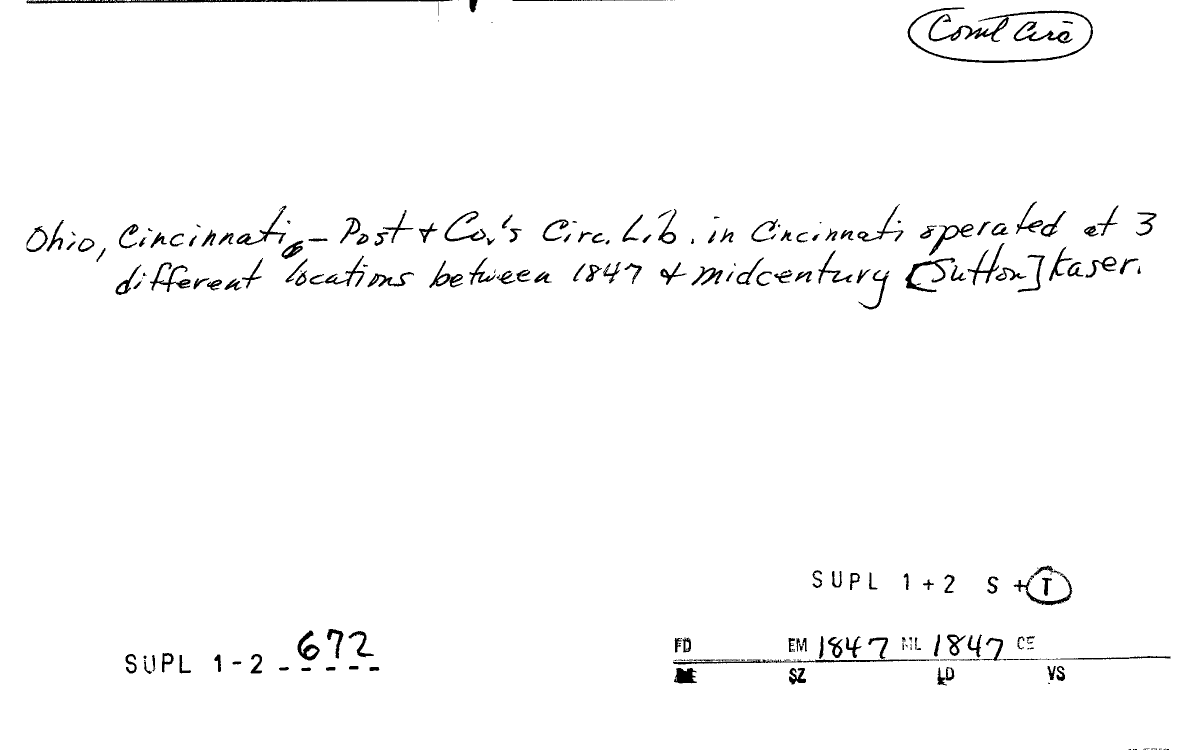 Coml Circ
Ohio, Cincinnati – Post + Co.'s Circ. Lib. in Cincinnati operated at 3
different locations between 1847 + midcentury [Sutton] Kaser.
SUPL 1+2 S + T
SUPL 1-2 672
FD EM 1847 ML 1847 CE
SZ LD VS